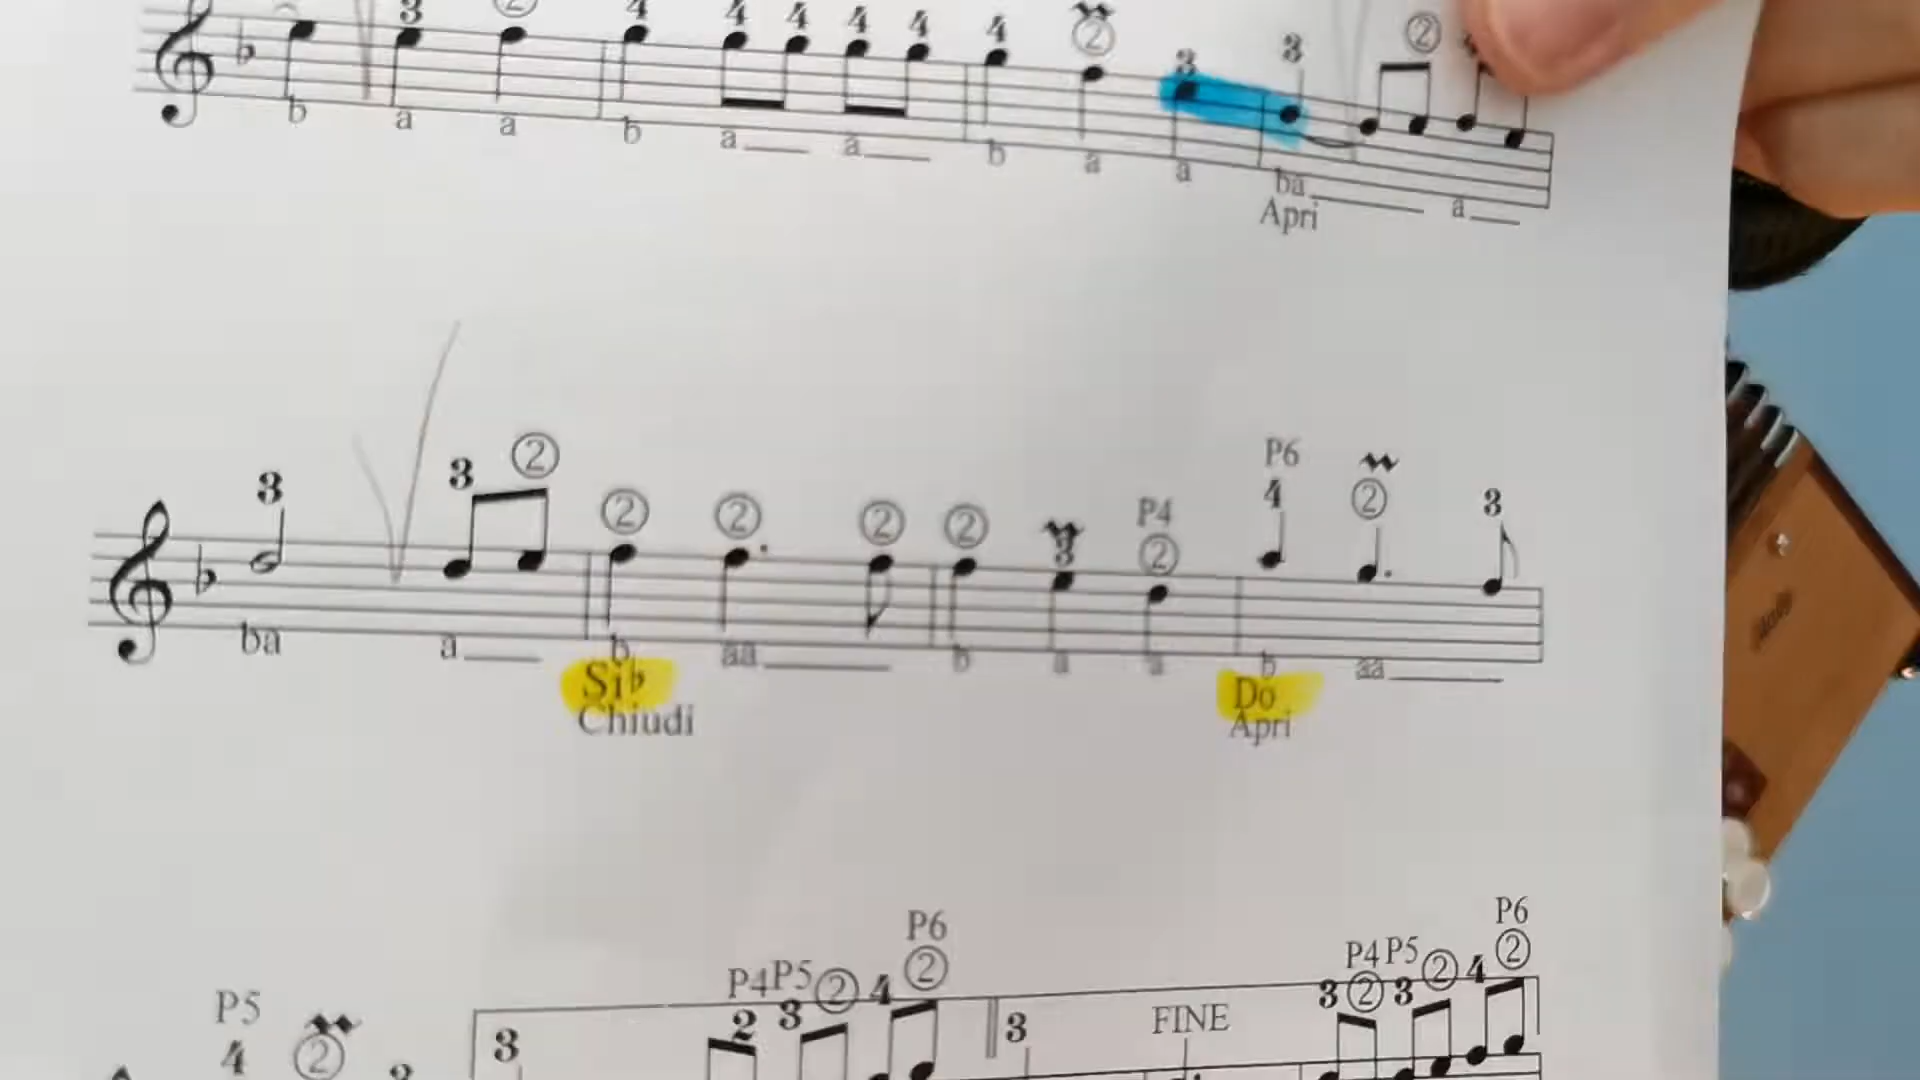 3 ② 4 4 4 4 4 4 ② 3 3 ②
b a a b a a b a a ba a
Apri
3 3 ② ② ② ② ② 3 P4 ② P6 4 ② 3
ba a b aa b a a b aa
Si♭ Do
Chiudi Apri
P5 4 ② P4 P5 2 3 ② 4 P6 ② 3 P4 P5 3 ② 3 ② 4 P6 ②
3 3 FINE